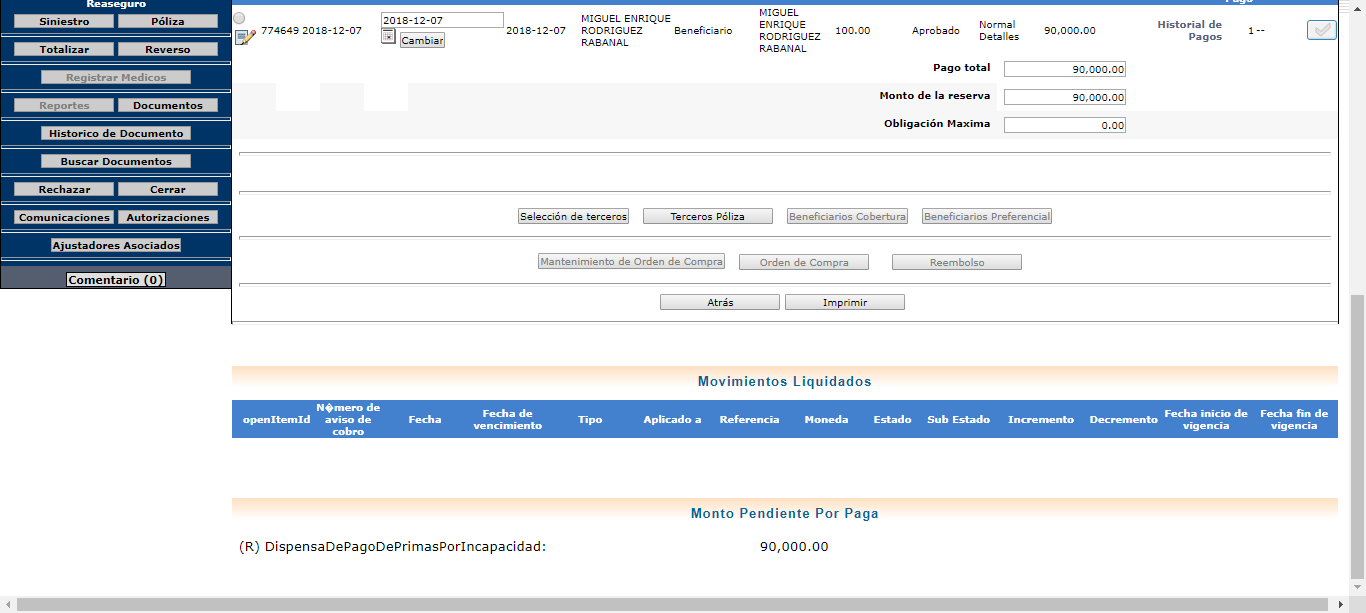 Reaseguro
Siniestro Póliza
Totalizar Reverso
Registrar Medicos
Reportes Documentos
Historico de Documento
Buscar Documentos
Rechazar Cerrar
Comunicaciones Autorizaciones
Ajustadores Asociados
Comentario (0)
Pago
774649 2018-12-07
2018-12-07
Cambiar
2018-12-07
MIGUEL ENRIQUE
RODRIGUEZ
RABANAL
Beneficiario
MIGUEL
ENRIQUE
RODRIGUEZ
RABANAL
100.00
Aprobado
Normal
Detalles
90,000.00
Historial de
Pagos
1 --
Pago total 90,000.00
Monto de la reserva 90,000.00
Obligación Maxima 0.00
Selección de terceros Terceros Póliza Beneficiarios Cobertura Beneficiarios Preferencial
Mantenimiento de Orden de Compra Orden de Compra Reembolso
Atrás Imprimir
Movimientos Liquidados
openItemId
N�mero de
aviso de
cobro
Fecha
Fecha de
vencimiento
Tipo
Aplicado a
Referencia
Moneda
Estado
Sub Estado
Incremento
Decremento
Fecha inicio de
vigencia
Fecha fin de
vigencia
Monto Pendiente Por Paga
(R) DispensaDePagoDePrimasPorIncapacidad: 90,000.00